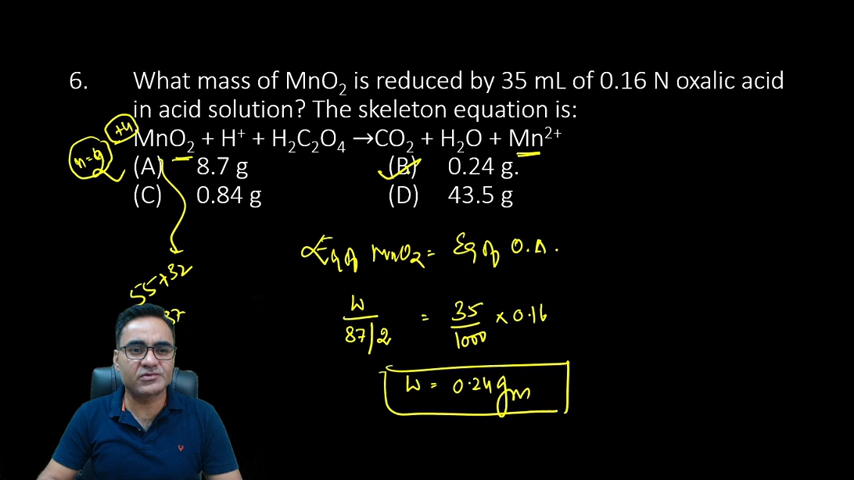 6. What mass of MnO₂ is reduced by 35 mL of 0.16 N oxalic acid
in acid solution? The skeleton equation is:
+4
MnO₂ + H⁺ + H₂C₂O₄ →CO₂ + H₂O + Mn²⁺
(A) 8.7 g (B) 0.24 g.
(C) 0.84 g (D) 43.5 g
Eq of MnO₂ = Eq of O.A.
55+32
W/87/2 = 35/1000 × 0.16
W = 0.24 gm